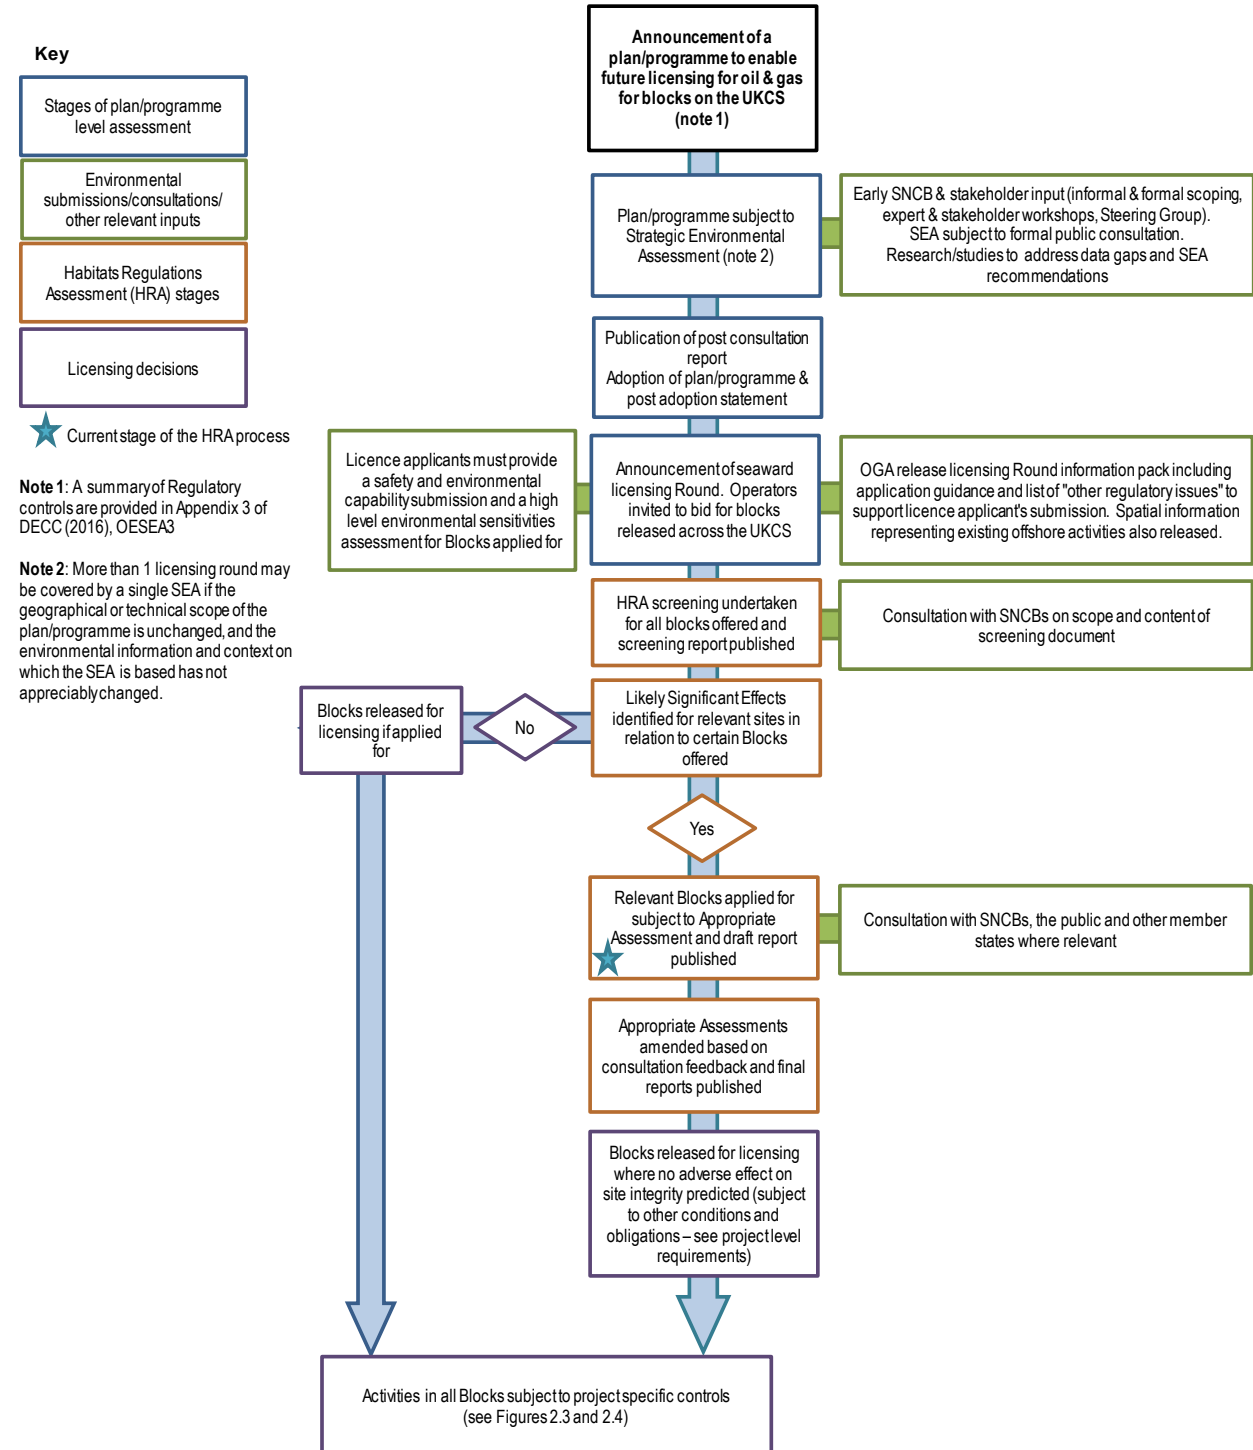 Key
Stages of plan/programme
level assessment
Environmental
submissions/consultations/
other relevant inputs
Habitats Regulations
Assessment (HRA) stages
Licensing decisions
Current stage of the HRA process
Note 1: A summary of Regulatory
controls are provided in Appendix 3 of
DECC (2016), OESEA3
Note 2: More than 1 licensing round may
be covered by a single SEA if the
geographical or technical scope of the
plan/programme is unchanged, and the
environmental information and context on
which the SEA is based has not
appreciably changed.
Announcement of a
plan/programme to enable
future licensing for oil & gas
for blocks on the UKCS
(note 1)
Plan/programme subject to
Strategic Environmental
Assessment (note 2)
Early SNCB & stakeholder input (informal & formal scoping,
expert & stakeholder workshops, Steering Group).
SEA subject to formal public consultation.
Research/studies to address data gaps and SEA
recommendations
Publication of post consultation
report
Adoption of plan/programme &
post adoption statement
Licence applicants must provide
a safety and environmental
capability submission and a high
level environmental sensitivities
assessment for Blocks applied for
Announcement of seaward
licensing Round. Operators
invited to bid for blocks
released across the UKCS
OGA release licensing Round information pack including
application guidance and list of "other regulatory issues" to
support licence applicant's submission. Spatial information
representing existing offshore activities also released.
HRA screening undertaken
for all blocks offered and
screening report published
Consultation with SNCBs on scope and content of
screening document
Blocks released for
licensing if applied
for
No
Likely Significant Effects
identified for relevant sites in
relation to certain Blocks
offered
Yes
Relevant Blocks applied for
subject to Appropriate
Assessment and draft report
published
Consultation with SNCBs, the public and other member
states where relevant
Appropriate Assessments
amended based on
consultation feedback and final
reports published
Blocks released for licensing
where no adverse effect on
site integrity predicted (subject
to other conditions and
obligations – see project level
requirements)
Activities in all Blocks subject to project specific controls
(see Figures 2.3 and 2.4)